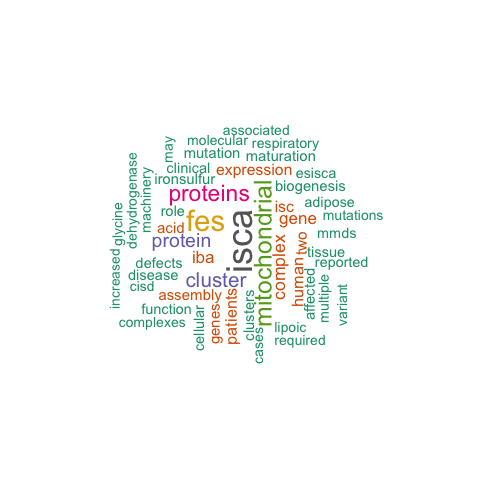 associated
may
molecular
respiratory
mutation
maturation
clinical
expression
esisca
dehydrogenase
machinery
ironsulfur
proteins
mitochondrial
biogenesis
adipose
glycine
role
fes
isca
isc
gene
mutations
acid
protein
iba
complex
two
mmds
tissue
defects
reported
increased
disease
cisd
cluster
human
affected
multiple
variant
assembly
function
genes
patients
clusters
complexes
cellular
cases
lipoic
required